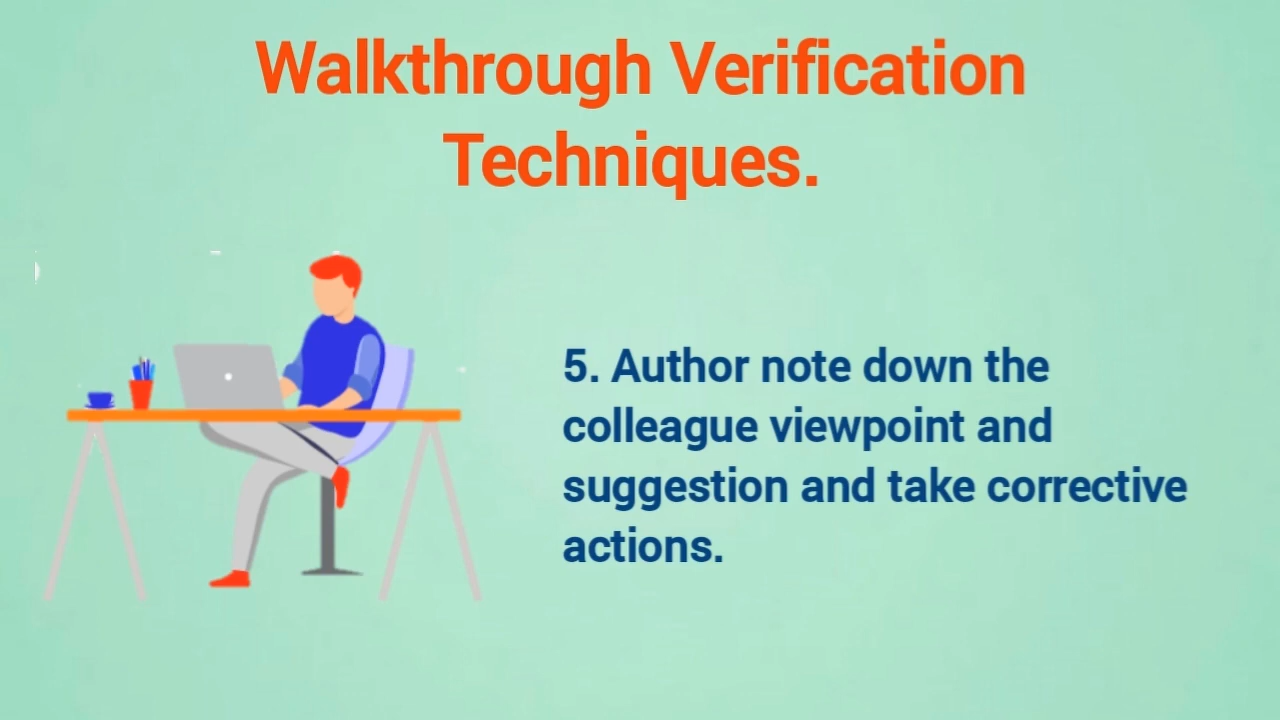 Walkthrough Verification
Techniques.
5. Author note down the
colleague viewpoint and
suggestion and take corrective
actions.